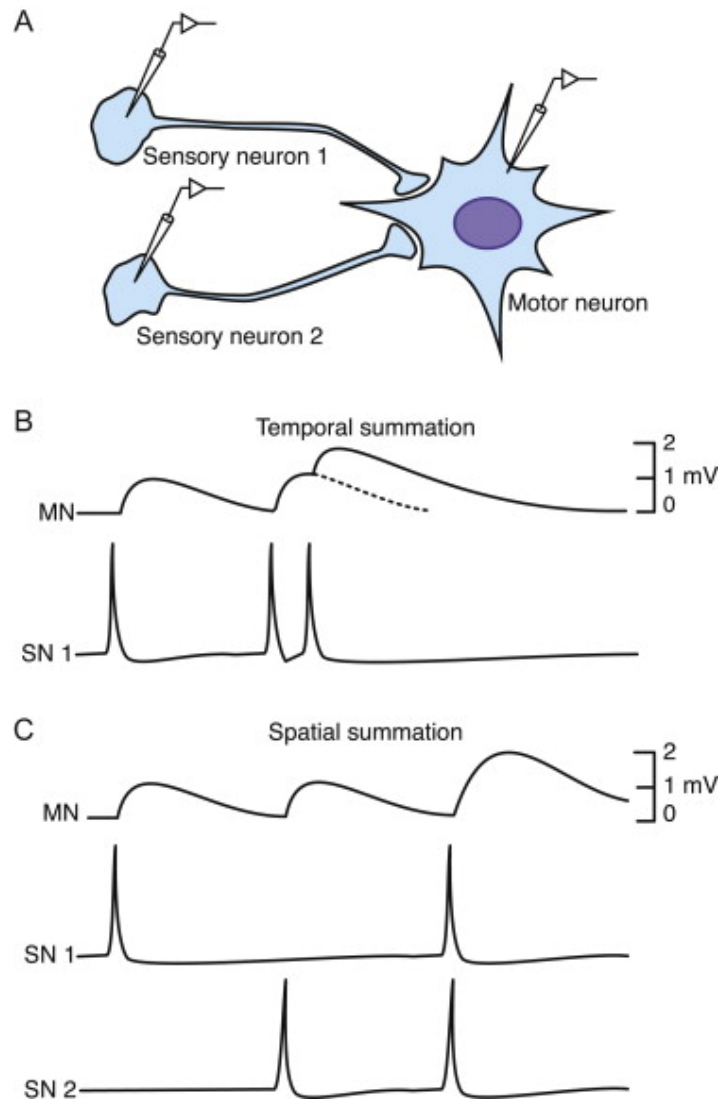 A
Sensory neuron 1
Sensory neuron 2
Motor neuron
B
Temporal summation
2
1 mV
0
MN
SN 1
C
Spatial summation
2
1 mV
0
MN
SN 1
SN 2